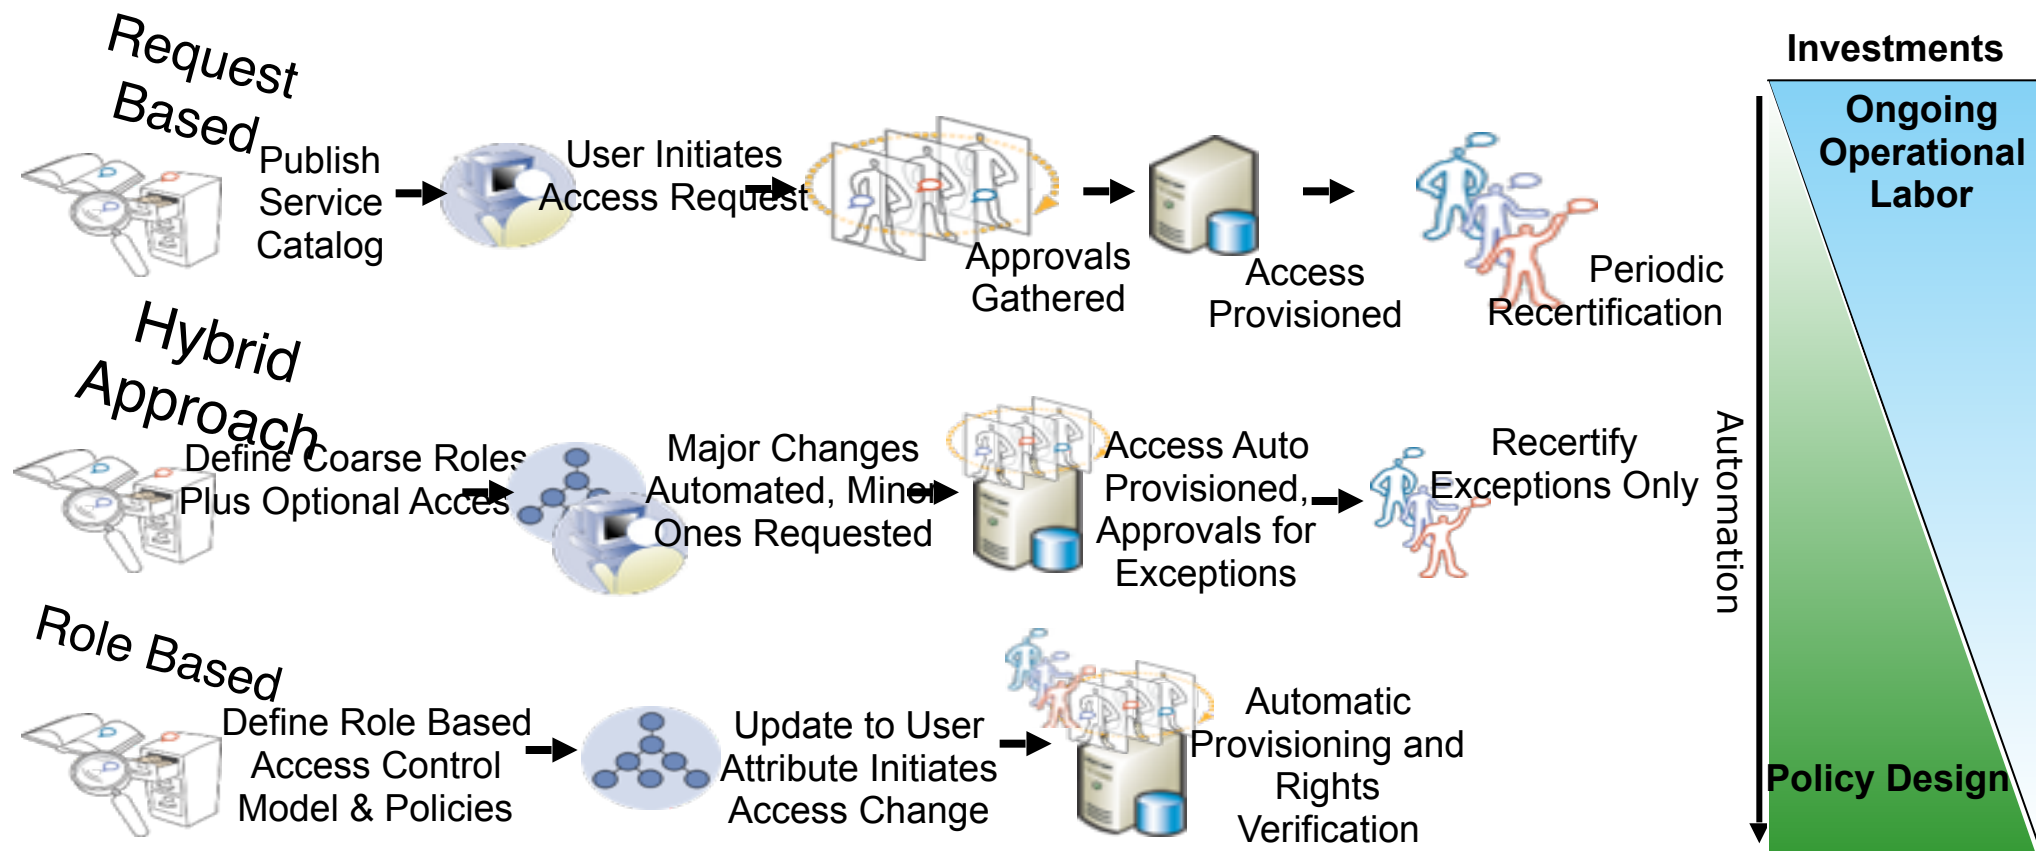 Request
Based
Publish
Service
Catalog
User Initiates
Access Request
Approvals
Gathered
Access
Provisioned
Periodic
Recertification
Hybrid
Approach
Define Coarse Roles
Plus Optional Access
Major Changes
Automated, Minor
Ones Requested
Access Auto
Provisioned,
Approvals for
Exceptions
Recertify
Exceptions Only
Role Based
Define Role Based
Access Control
Model & Policies
Update to User
Attribute Initiates
Access Change
Automatic
Provisioning and
Rights
Verification
Investments
Ongoing
Operational
Labor
Automation
Policy Design